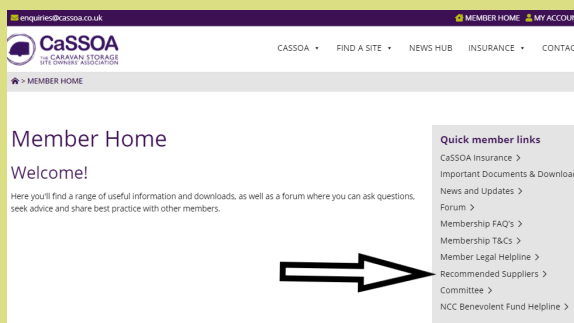 enquiries@cassoa.co.uk
MEMBER HOME
MY ACCOUN
CaSSOA
THE CARAVAN STORAGE
SITE OWNERS' ASSOCIATION
CASSOA
FIND A SITE
NEWS HUB
INSURANCE
CONTAC
> MEMBER HOME
Member Home
Welcome!
Here you'll find a range of useful information and downloads, as well as a forum where you can ask questions,
seek advice and share best practice with other members.
Quick member links
CaSSOA Insurance >
Important Documents & Downloac
News and Updates >
Forum >
Membership FAQ's >
Membership T&Cs >
Member Legal Helpline >
Recommended Suppliers >
Committee >
NCC Benevolent Fund Helpline >